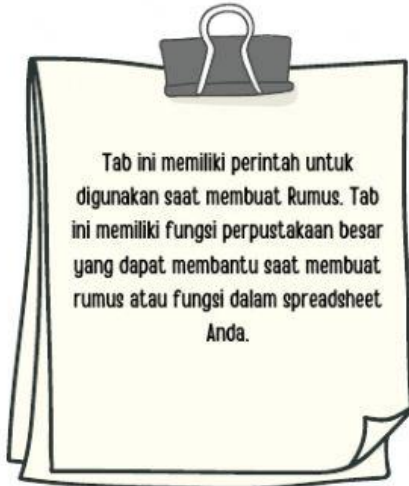 Tab ini memiliki perintah untuk
digunakan saat membuat Rumus. Tab
ini memiliki fungsi perpustakaan besar
yang dapat membantu saat membuat
rumus atau fungsi dalam spreadsheet
Anda.